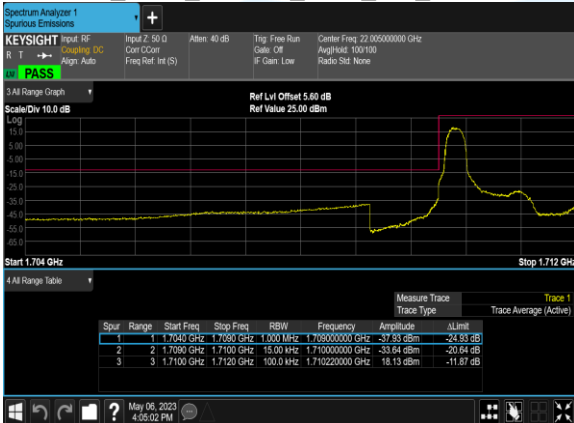 Spectrum Analyzer 1
Spurious Emissions
KEYSIGHT Input: RF Input Z: 50 Ω Atten: 40 dB Trig: Free Run Center Freq: 22.005000000 GHz
R T Coupling: DC Corr CCorr Gate: Off Avg|Hold: 100/100
Align: Auto Freq Ref: Int (S) IF Gain: Low Radio Std: None
PASS
3 All Range Graph
Ref Lvl Offset 5.60 dB
Scale/Div 10.0 dB Ref Value 25.00 dBm
Log
15.0
5.00
-5.00
-15.0
-25.0
-35.0
-45.0
-55.0
-65.0
Start 1.704 GHz Stop 1.712 GHz
4 All Range Table
Measure Trace Trace 1
Trace Type Trace Average (Active)
Spur Range Start Freq Stop Freq RBW Frequency Amplitude ΔLimit
1 1 1.7040 GHz 1.7090 GHz 1.000 MHz 1.709000000 GHz -37.93 dBm -24.93 dB
2 2 1.7090 GHz 1.7100 GHz 15.00 kHz 1.710000000 GHz -33.64 dBm -20.64 dB
3 3 1.7100 GHz 1.7120 GHz 100.0 kHz 1.710220000 GHz 18.13 dBm -11.87 dB
? May 06, 2023
4:05:02 PM